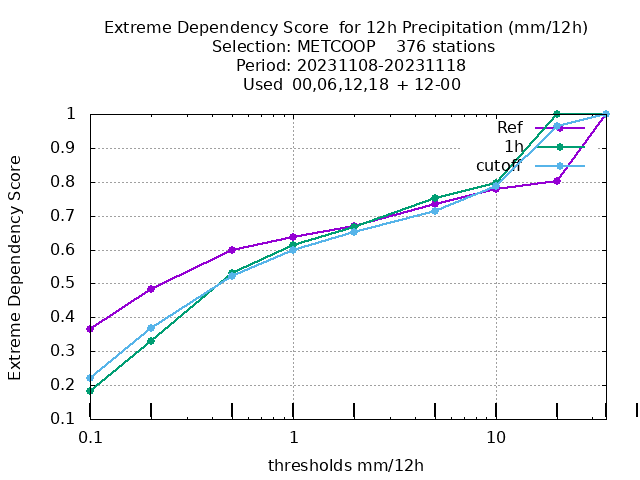 Extreme Dependency Score  for 12h Precipitation (mm/12h)
Selection: METCOOP    376 stations
Period: 20231108-20231118
Used  00,06,12,18  + 12-00
Extreme Dependency Score
1
0.9
0.8
0.7
0.6
0.5
0.4
0.3
0.2
0.1
Ref
1h
cutoff
0.1
1
10
thresholds mm/12h